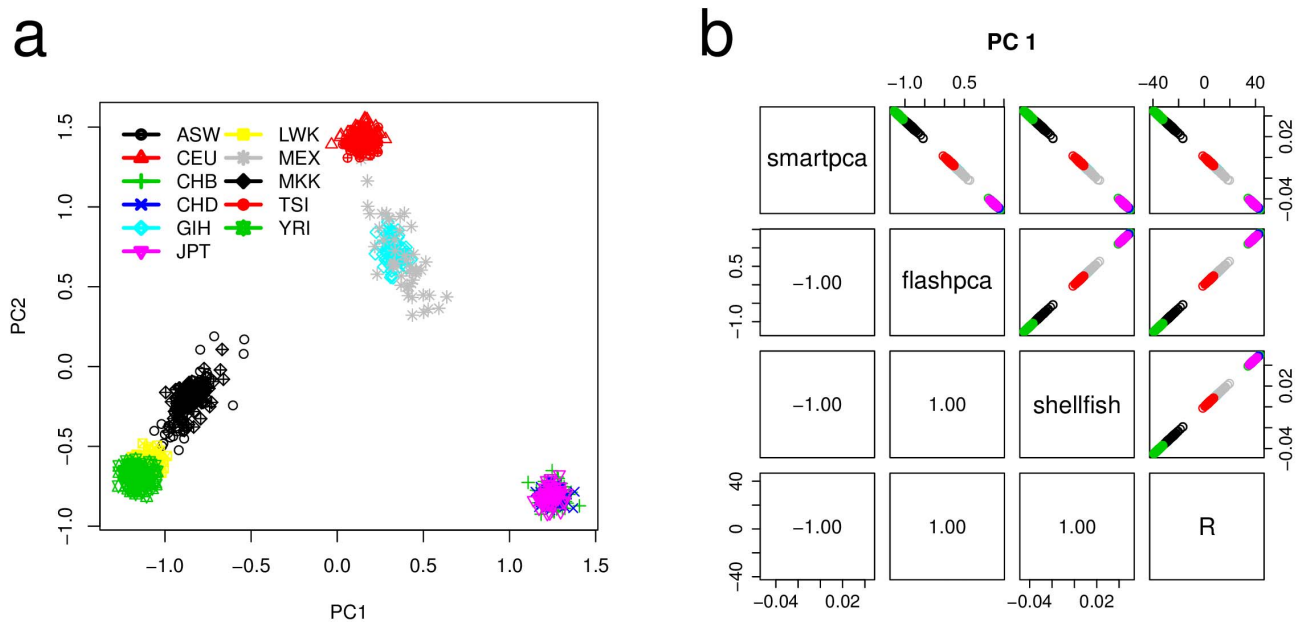 a
PC2
1.5
1.0
0.5
0.0
−0.5
−1.0
ASW LWK
CEU MEX
CHB MKK
CHD TSI
GIH YRI
JPT
−1.0 −0.5 0.0 0.5 1.0 1.5
PC1
b
PC 1
−1.0 0.5 −40 0 40
smartpca
−0.04 0.02
0.5
−1.0
−1.00 flashpca
−1.00 1.00 shellfish
−0.04 0.02
40
0
−40
−1.00 1.00 1.00 R
−0.04 0.02 −0.04 0.02